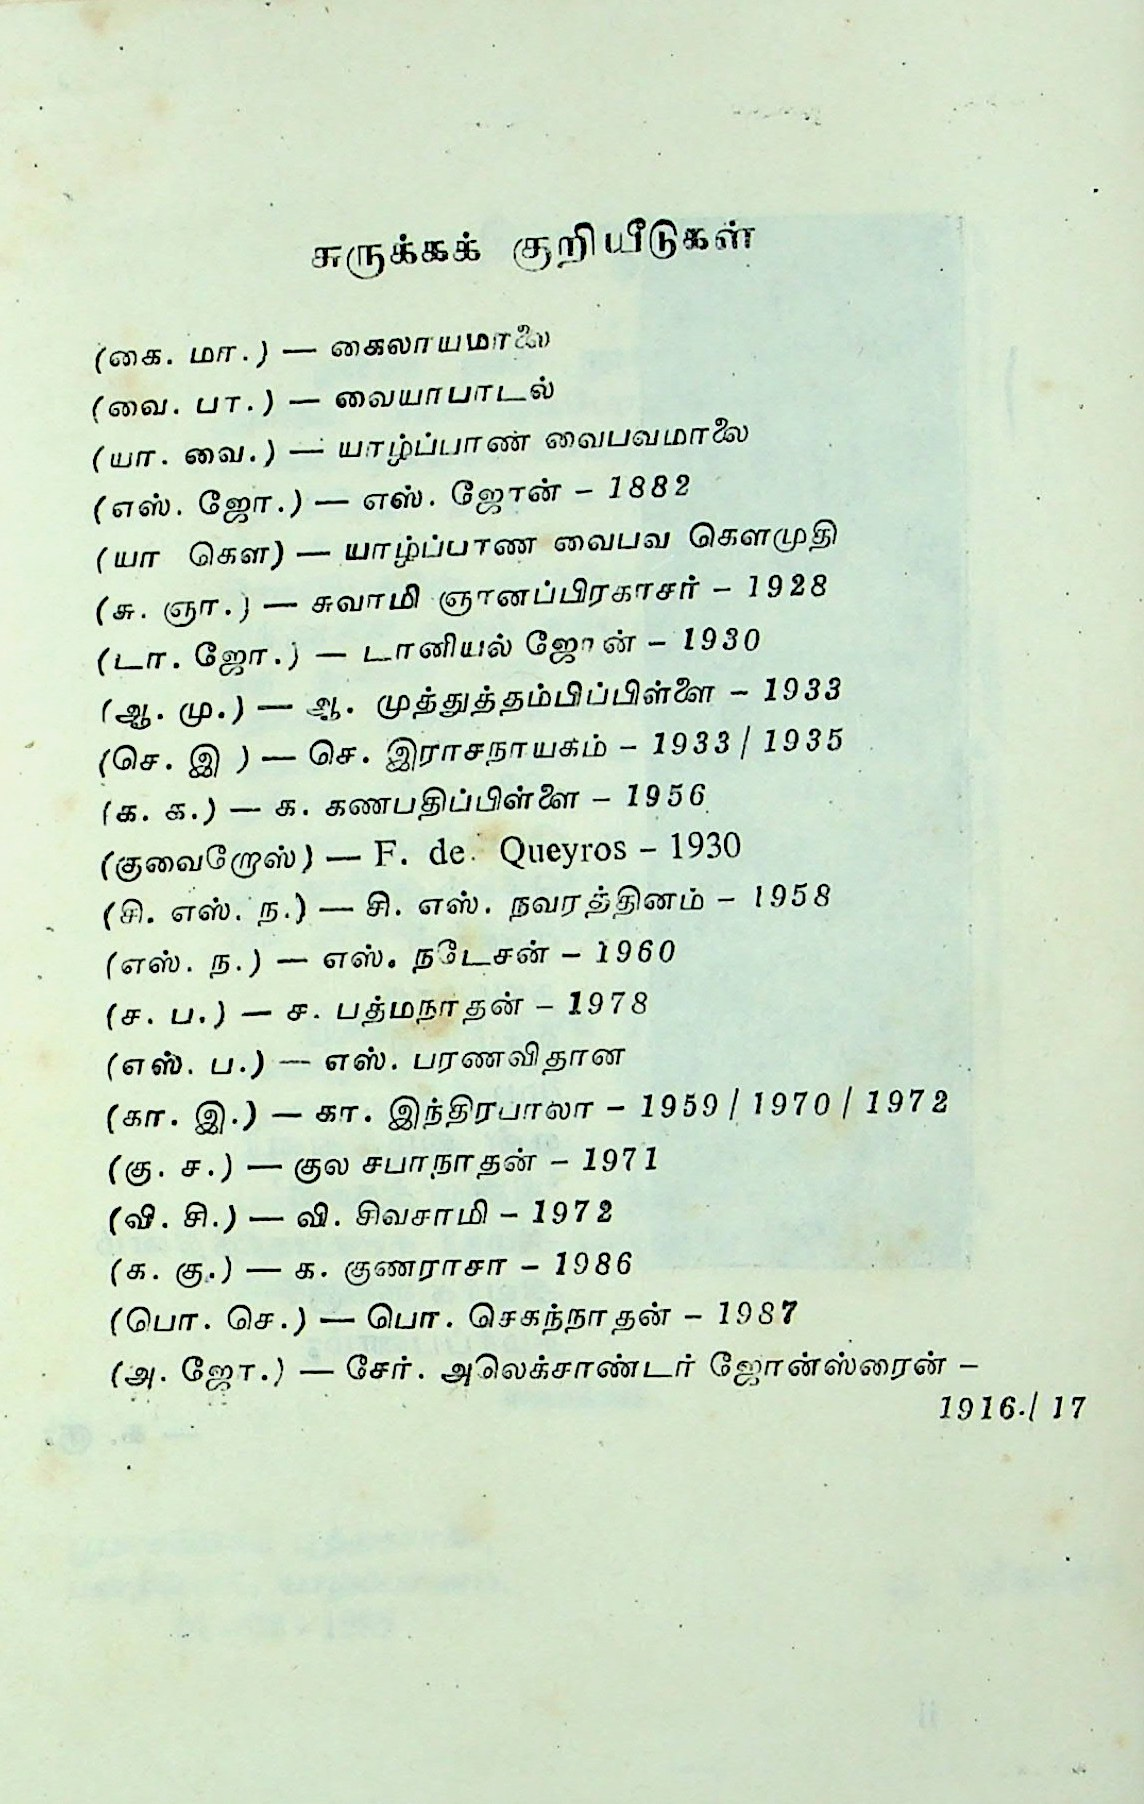 சுருக்கக் குறியீடுகள்
(கை. மா.) — கைலாயமாலை
(வை. பா.) — வையாபாடல்
(யா. வை.) — யாழ்ப்பாண வைபவமாலை
(எஸ். ஜோ.) — எஸ். ஜோன் – 1882
(யா கௌ) — யாழ்ப்பாண வைபவ கௌமுதி
(சு. ஞா.) — சுவாமி ஞானப்பிரகாசர் – 1928
(டா. ஜோ.) — டானியல் ஜோன் – 1930
(ஆ. மு.) — ஆ. முத்துத்தம்பிப்பிள்ளை – 1933
(செ. இ ) — செ. இராசநாயகம் – 1933 / 1935
(க. க.) — க. கணபதிப்பிள்ளை – 1956
(குவைறோஸ்) — F. de Queyros – 1930
(சி. எஸ். ந.) — சி. எஸ். நவரத்தினம் – 1958
(எஸ். ந.) — எஸ். நடேசன் – 1960
(ச. ப.) — ச. பத்மநாதன் – 1978
(எஸ். ப.) — எஸ். பரணவிதான
(கா. இ.) — கா. இந்திரபாலா – 1959 / 1970 / 1972
(கு. ச.) — குல சபாநாதன் – 1971
(வி. சி.) — வி. சிவசாமி – 1972
(க. கு.) — க. குணராசா – 1986
(பொ. செ.) — பொ. செகந்நாதன் – 1987
(அ. ஜோ.) — சேர். அலெக்சாண்டர் ஜோன்ஸ்ரைன் –
1916./ 17